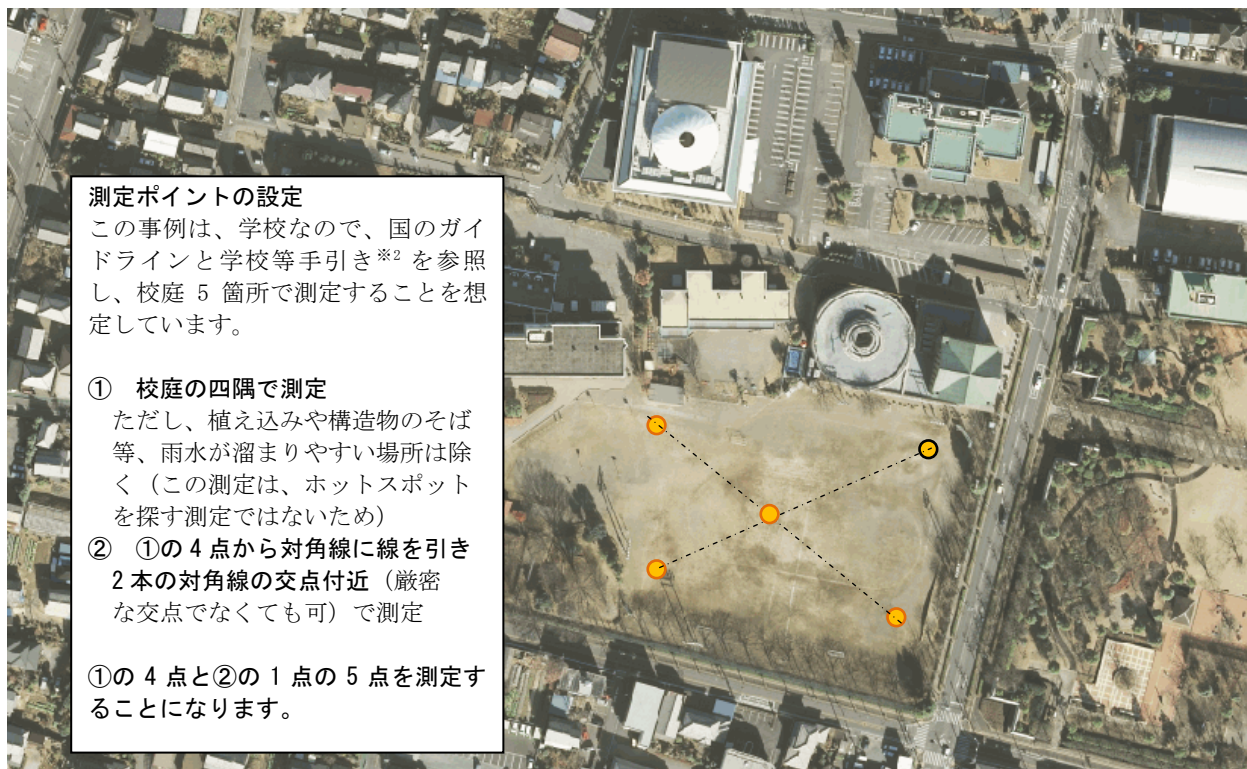 測定ポイントの設定
この事例は、学校なので、国のガイ
ドラインと学校等手引き※2 を参照
し、校庭 5 箇所で測定することを想
定しています。
① 校庭の四隅で測定
ただし、植え込みや構造物のそば
等、雨水が溜まりやすい場所は除
く（この測定は、ホットスポット
を探す測定ではないため）
② ①の 4 点から対角線に線を引き
2 本の対角線の交点付近（厳密
な交点でなくても可）で測定
①の 4 点と②の 1 点の 5 点を測定す
ることになります。